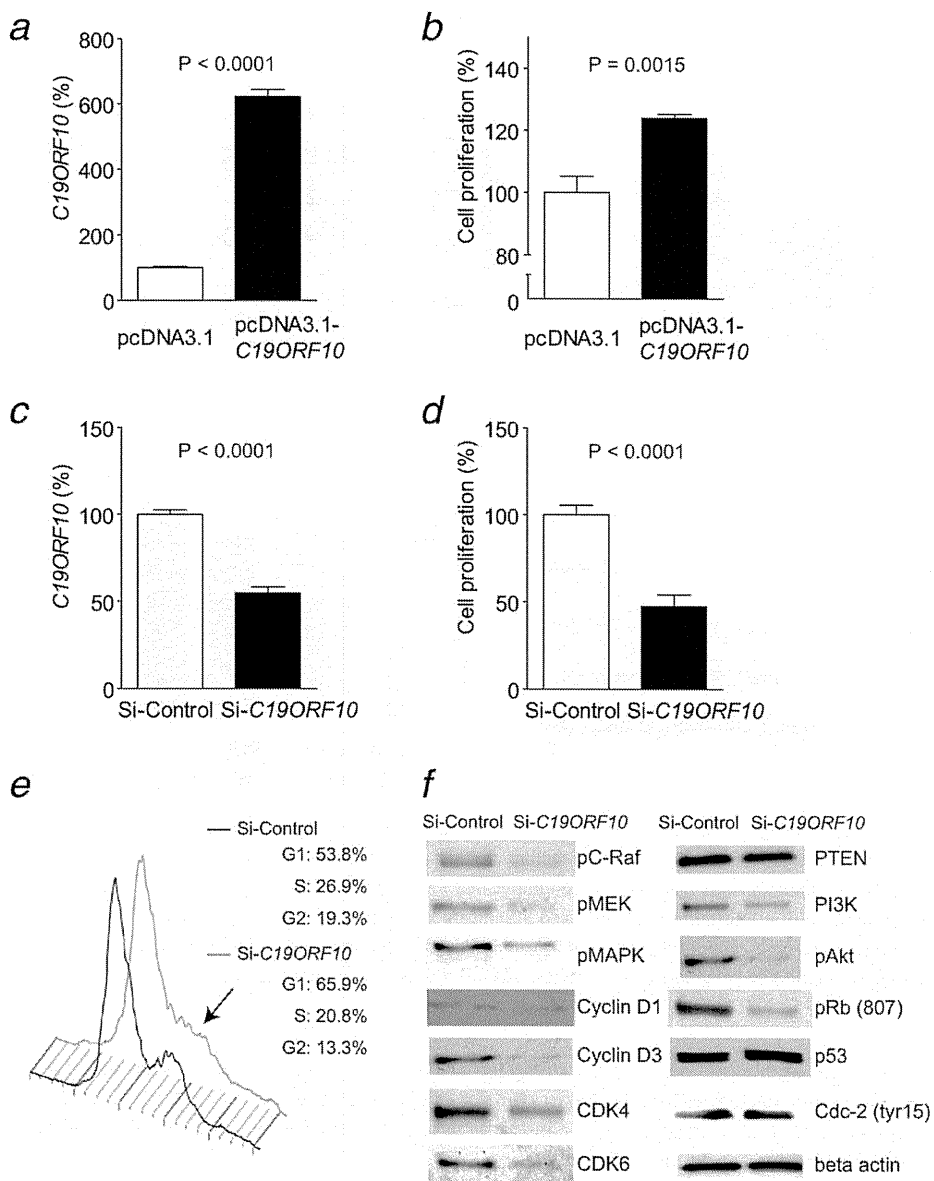 a
800
600
400
200
0
C19ORF10 (%)
P < 0.0001
pcDNA3.1
pcDNA3.1-
C19ORF10
b
140
120
100
80
0
Cell proliferation (%)
P = 0.0015
pcDNA3.1
pcDNA3.1-
C19ORF10
c
150
100
50
0
C19ORF10 (%)
P < 0.0001
Si-Control Si-C19ORF10
d
150
100
50
0
Cell proliferation (%)
P < 0.0001
Si-Control Si-C19ORF10
e
Si-Control
G1: 53.8%
S: 26.9%
G2: 19.3%
Si-C19ORF10
G1: 65.9%
S: 20.8%
G2: 13.3%
f
Si-Control Si-C19ORF10
pC-Raf
pMEK
pMAPK
Cyclin D1
Cyclin D3
CDK4
CDK6
Si-Control Si-C19ORF10
PTEN
PI3K
pAkt
pRb (807)
p53
Cdc-2 (tyr15)
beta actin